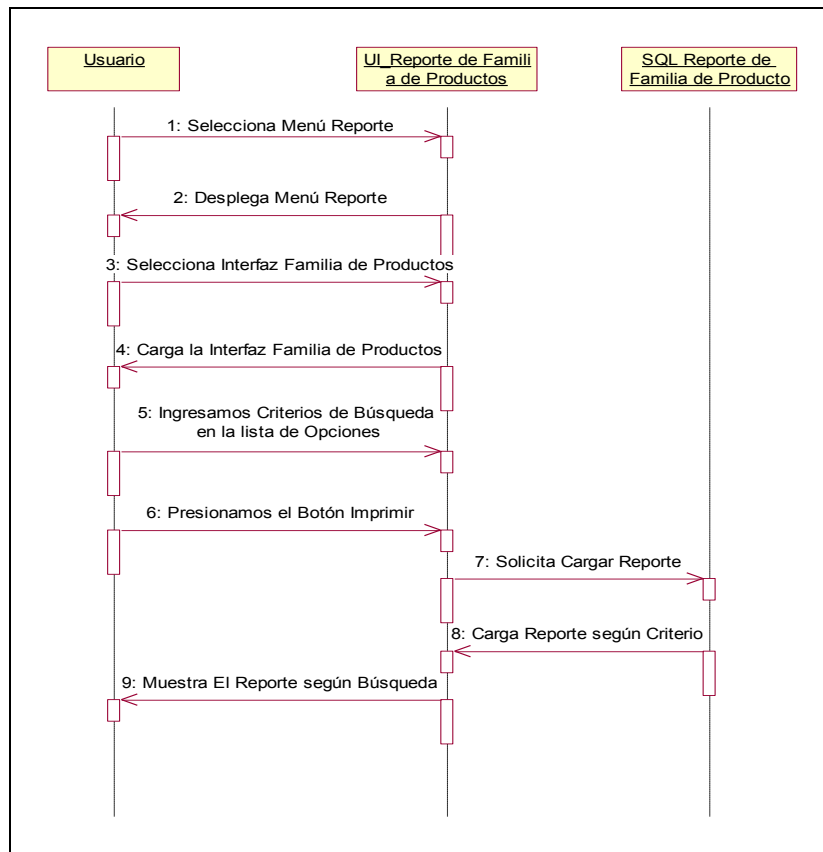 Usuario
UI_Reporte de Famili
a de Productos
SQL Reporte de
Familia de Producto
1: Selecciona Menú Reporte
2: Desplega Menú Reporte
3: Selecciona Interfaz Familia de Productos
4: Carga la Interfaz Familia de Productos
5: Ingresamos Criterios de Búsqueda
en la lista de Opciones
6: Presionamos el Botón Imprimir
7: Solicita Cargar Reporte
8: Carga Reporte según Criterio
9: Muestra El Reporte según Búsqueda